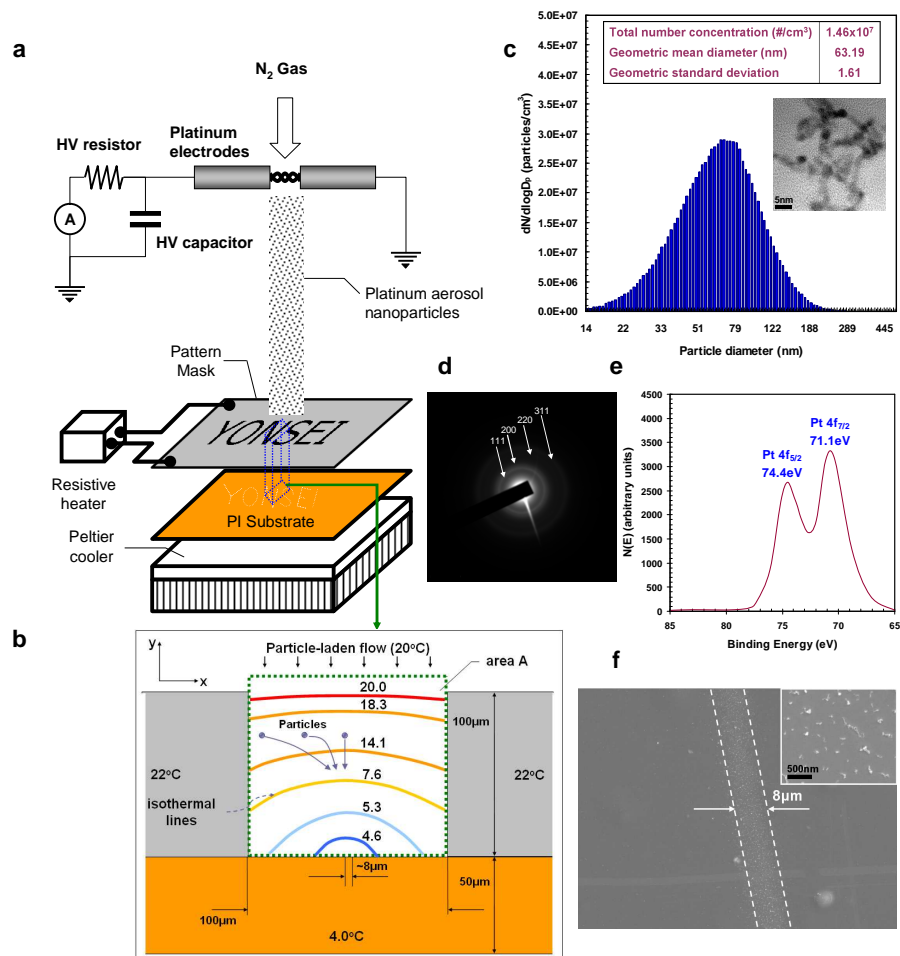 a
N2 Gas
Platinum
electrodes
HV resistor
A
HV capacitor
Platinum aerosol
nanoparticles
Pattern
Mask
YONSEI
Resistive
heater
YONSEI
PI Substrate
Peltier
cooler
b
y
x
Particle-laden flow (20oC)
area A
20.0
18.3
100µm
Particles
14.1
22oC
7.6
22oC
isothermal
lines
5.3
4.6
~8µm
50µm
100µm
4.0oC
c
5.0E+07
4.5E+07
4.0E+07
3.5E+07
3.0E+07
2.5E+07
2.0E+07
1.5E+07
1.0E+07
5.0E+06
0.0E+00
dN/dlogDp (particles/cm3)
Total number concentration (#/cm3) 1.46x107
Geometric mean diameter (nm) 63.19
Geometric standard deviation 1.61
5nm
14 22 33 51 79 122 188 289 445
Particle diameter (nm)
d
111
200
220
311
e
4500
4000
3500
3000
2500
2000
1500
1000
500
0
N(E) (arbitrary units)
Pt 4f7/2
71.1eV
Pt 4f5/2
74.4eV
85 80 75 70 65
Binding Energy (eV)
f
500nm
8µm